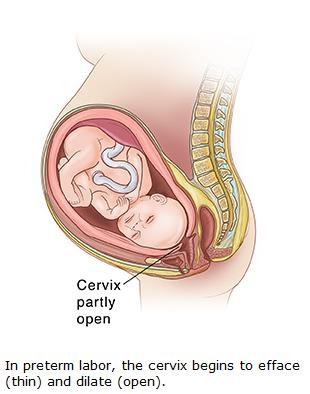 Cervix
partly
open
In preterm labor, the cervix begins to efface
(thin) and dilate (open).